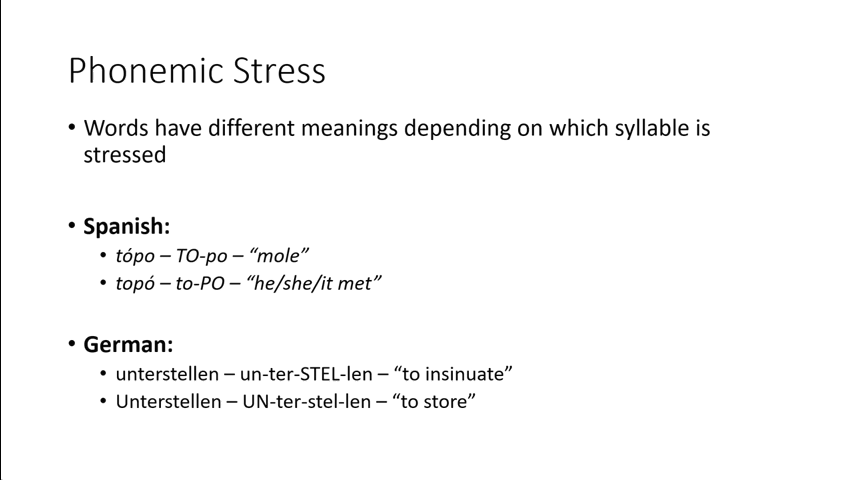 Phonemic Stress
• Words have different meanings depending on which syllable is
stressed
• Spanish:
• tópo – TO-po – “mole”
• topó – to-PO – “he/she/it met”
• German:
• unterstellen – un-ter-STEL-len – “to insinuate”
• Unterstellen – UN-ter-stel-len – “to store”